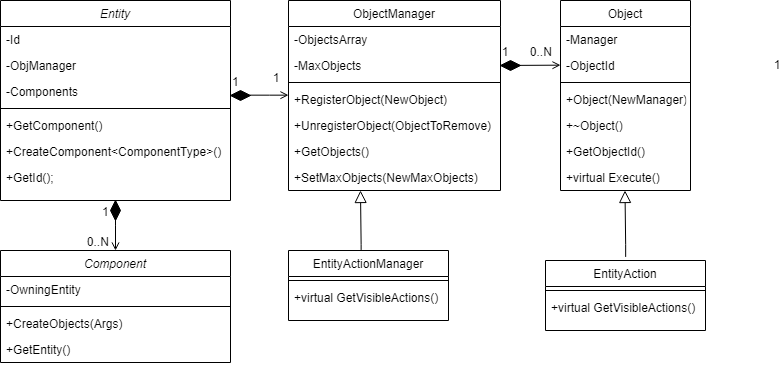 Entity
-Id
-ObjManager
-Components
+GetComponent()
+CreateComponent<ComponentType>()
+GetId();
1
1
ObjectManager
-ObjectsArray
-MaxObjects
+RegisterObject(NewObject)
+UnregisterObject(ObjectToRemove)
+GetObjects()
+SetMaxObjects(NewMaxObjects)
1
0..N
Object
-Manager
-ObjectId
+Object(NewManager)
+~Object()
+GetObjectId()
+virtual Execute()
1
1
0..N
Component
-OwningEntity
+CreateObjects(Args)
+GetEntity()
EntityActionManager
+virtual GetVisibleActions()
EntityAction
+virtual GetVisibleActions()